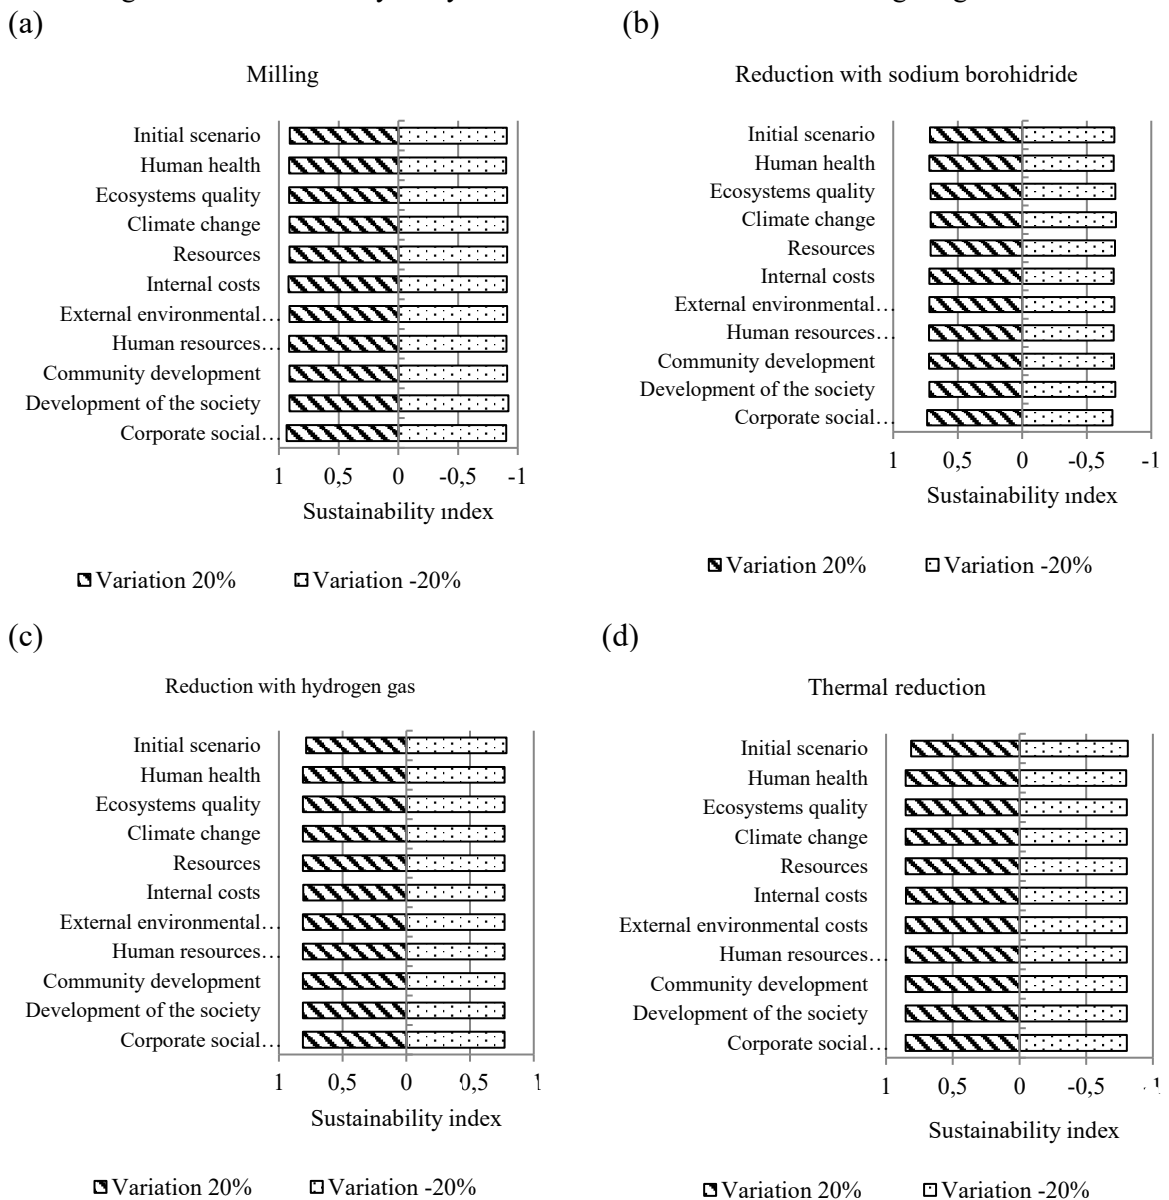 (a)
Milling
Initial scenario
Human health
Ecosystems quality
Climate change
Resources
Internal costs
External environmental…
Human resources…
Community development
Development of the society
Corporate social…
1 0,5 0 -0,5 -1
Sustainability index
Variation 20% Variation -20%
(b)
Reduction with sodium borohidride
Initial scenario
Human health
Ecosystems quality
Climate change
Resources
Internal costs
External environmental…
Human resources…
Community development
Development of the society
Corporate social…
1 0,5 0 -0,5 -1
Sustainability index
Variation 20% Variation -20%
(c)
Reduction with hydrogen gas
Initial scenario
Human health
Ecosystems quality
Climate change
Resources
Internal costs
External environmental…
Human resources…
Community development
Development of the society
Corporate social…
1 0,5 0 0,5 1
Sustainability index
Variation 20% Variation -20%
(d)
Thermal reduction
Initial scenario
Human health
Ecosystems quality
Climate change
Resources
Internal costs
External environmental costs
Human resources…
Community development
Development of the society
Corporate social…
1 0,5 0 -0,5
Sustainability index
Variation 20% Variation -20%